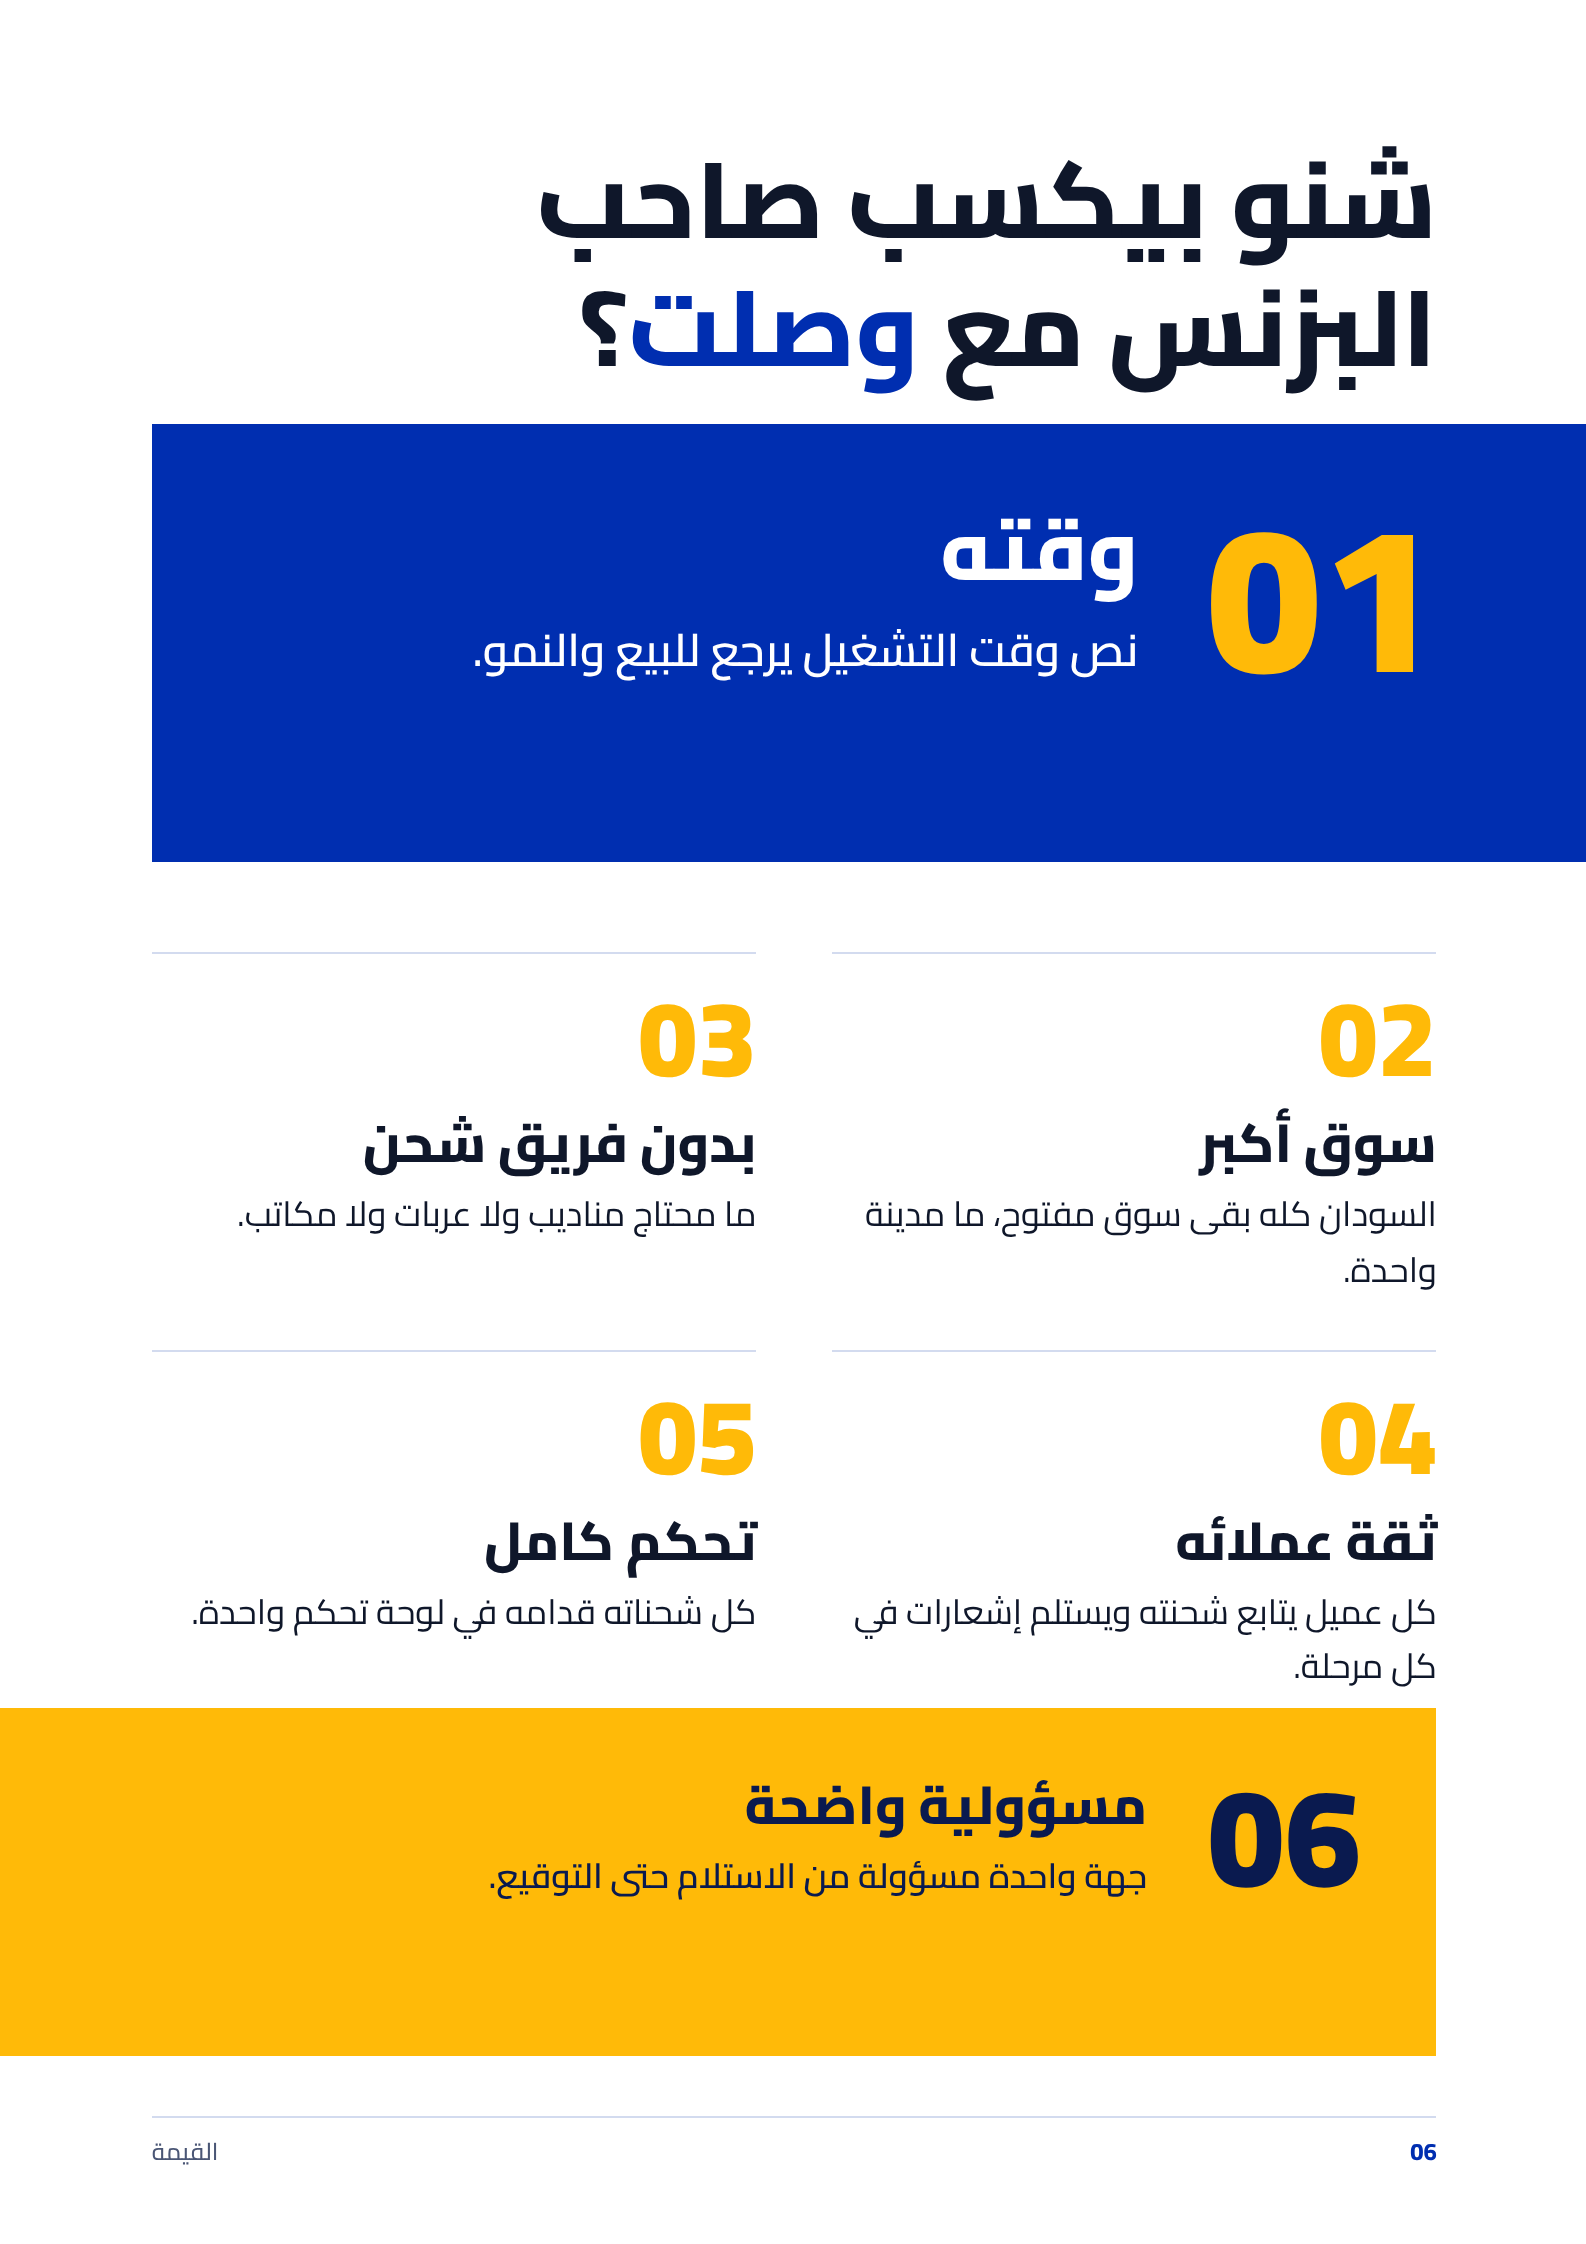 شنو بيكسب صاحب
البزنس مع وصلت؟
01
وقته
نص وقت التشغيل يرجع للبيع والنمو.
02
سوق أكبر
السودان كله بقى سوق مفتوح، ما مدينة
واحدة.
03
بدون فريق شحن
ما محتاج مناديب ولا عربات ولا مكاتب.
04
ثقة عملائه
كل عميل يتابع شحنته ويستلم إشعارات في
كل مرحلة.
05
تحكم كامل
كل شحناته قدامه في لوحة تحكم واحدة.
06
مسؤولية واضحة
جهة واحدة مسؤولة من الاستلام حتى التوقيع.
06
القيمة